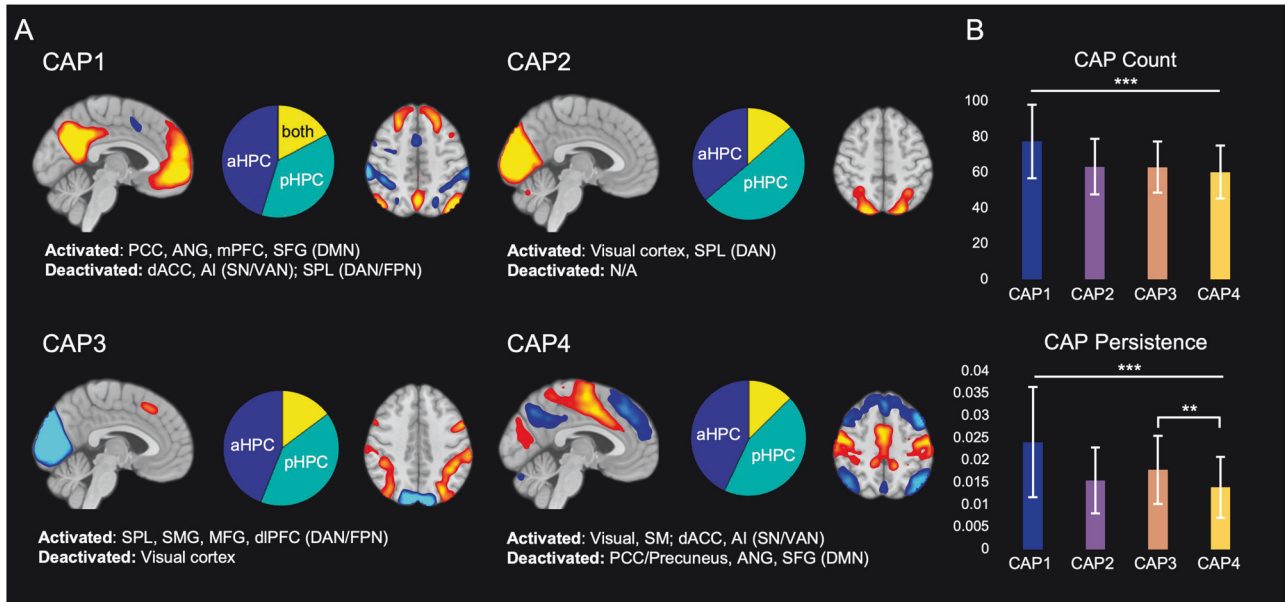 A
CAP1
both
aHPC
pHPC
Activated: PCC, ANG, mPFC, SFG (DMN)
Deactivated: dACC, AI (SN/VAN); SPL (DAN/FPN)
CAP2
aHPC
pHPC
Activated: Visual cortex, SPL (DAN)
Deactivated: N/A
CAP3
aHPC
pHPC
Activated: SPL, SMG, MFG, dlPFC (DAN/FPN)
Deactivated: Visual cortex
CAP4
aHPC
pHPC
Activated: Visual, SM; dACC, AI (SN/VAN)
Deactivated: PCC/Precuneus, ANG, SFG (DMN)
B
CAP Count
***
100
80
60
40
20
0
CAP1 CAP2 CAP3 CAP4
CAP Persistence
***
**
0.04
0.035
0.03
0.025
0.02
0.015
0.01
0.005
0
CAP1 CAP2 CAP3 CAP4